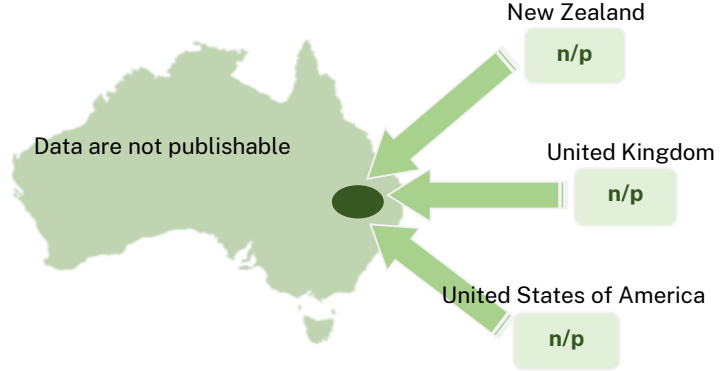 New Zealand
n/p
Data are not publishable
United Kingdom
n/p
United States of America
n/p